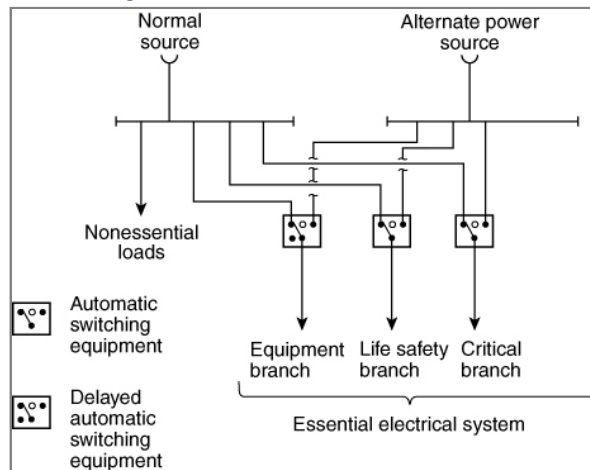 Normal
source
Alternate power
source
Nonessential
loads
Automatic
switching
equipment
Delayed
automatic
switching
equipment
Equipment
branch
Life safety
branch
Critical
branch
Essential electrical system